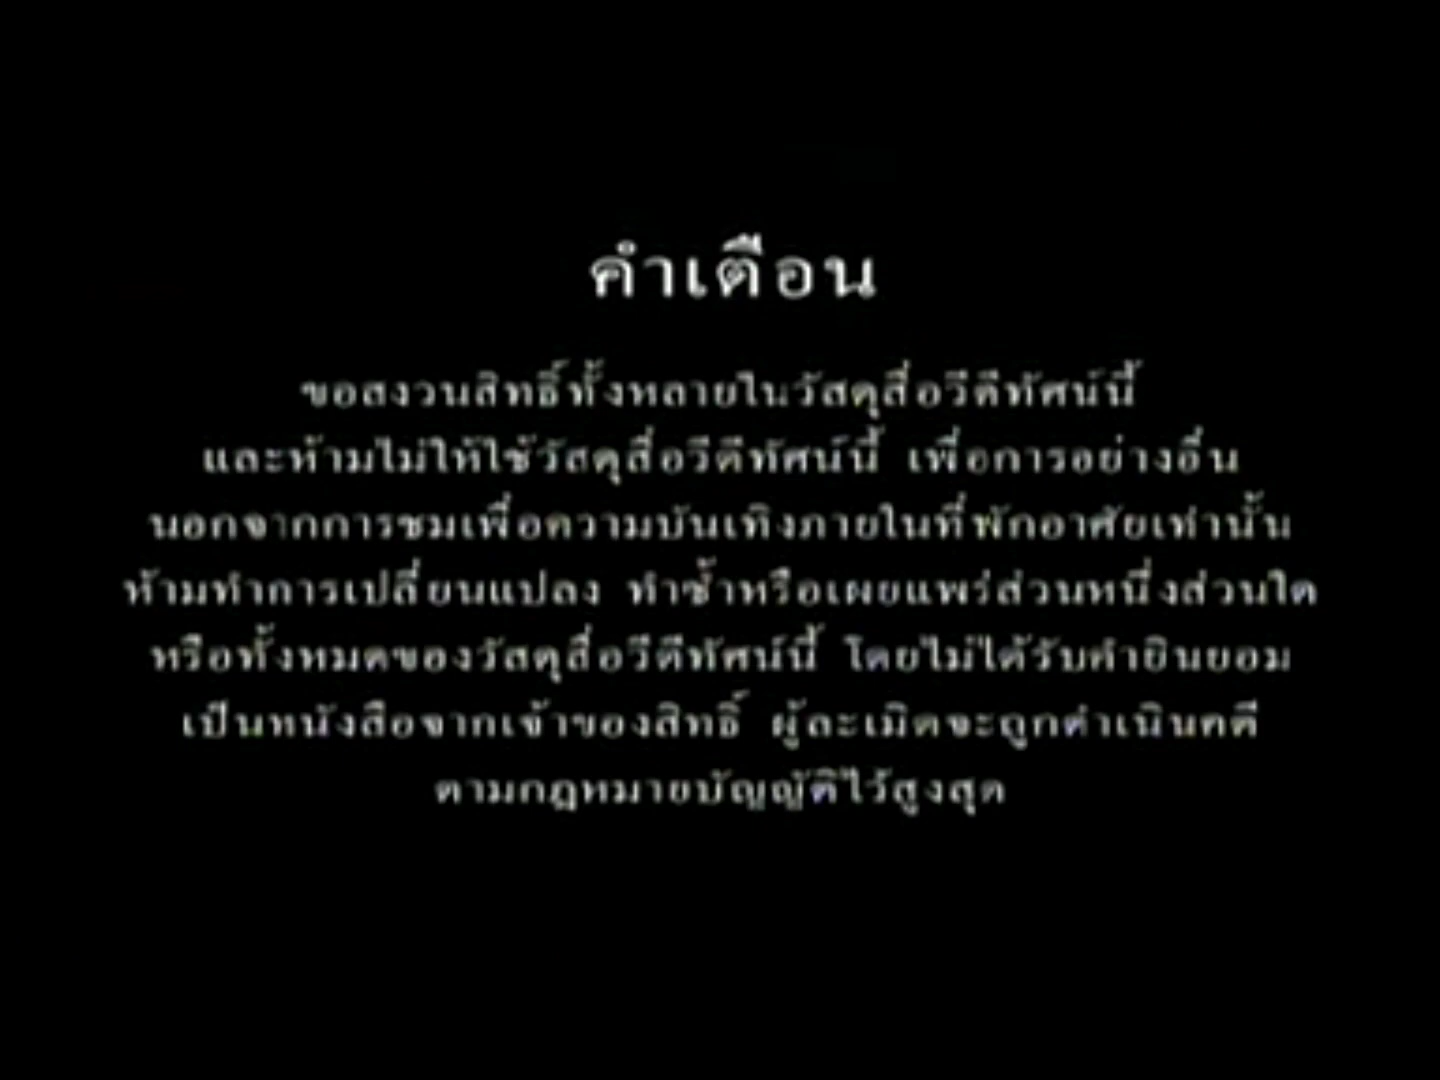 คำเตือน
ขอสงวนสิทธิ์ทั้งหลายในวัสดุสื่อวีดีทัศน์นี้
และห้ามไม่ให้ใช้วัสดุสื่อวีดีทัศน์นี้ เพื่อการอย่างอื่น
นอกจากการชมเพื่อความบันเทิงภายในที่พักอาศัยเท่านั้น
ห้ามทำการเปลี่ยนแปลง ทำซ้ำหรือเผยแพร่ส่วนหนึ่งส่วนใด
หรือทั้งหมดของวัสดุสื่อวีดีทัศน์นี้ โดยไม่ได้รับคำยินยอม
เป็นหนังสือจากเจ้าของสิทธิ์ ผู้ละเมิดจะถูกดำเนินคดี
ตามกฎหมายบัญญัติไว้สูงสุด